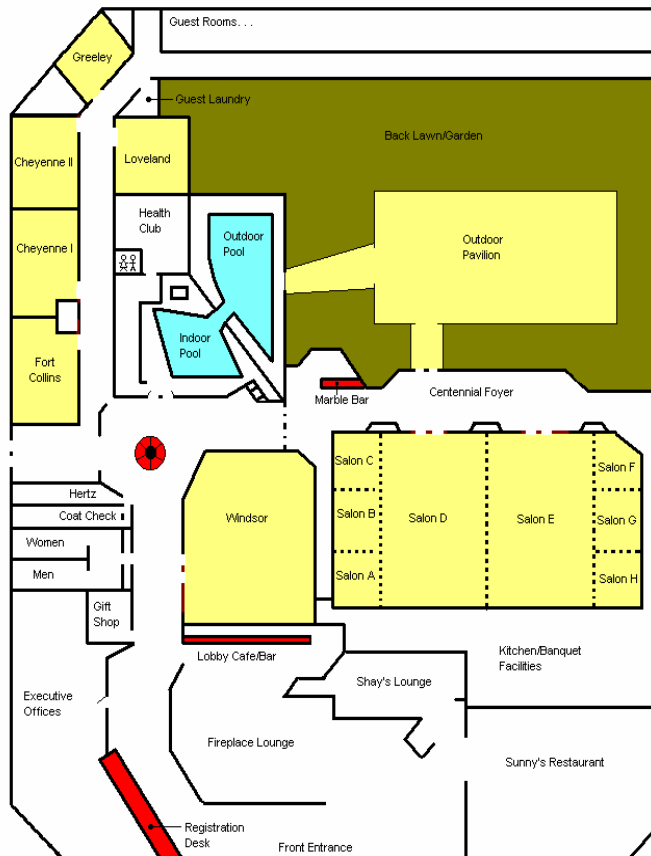 Guest Rooms. . .
Greeley
Guest Laundry
Back Lawn/Garden
Cheyenne II
Loveland
Health
Club
Outdoor
Pool
Outdoor
Pavilion
Cheyenne I
Indoor
Pool
Fort
Collins
Marble Bar
Centennial Foyer
Salon C
Salon F
Hertz
Coat Check
Windsor
Salon B
Salon D
Salon E
Salon G
Women
Men
Salon A
Salon H
Gift
Shop
Lobby Cafe/Bar
Kitchen/Banquet
Facilities
Shay's Lounge
Executive
Offices
Fireplace Lounge
Sunny's Restaurant
Registration
Desk
Front Entrance